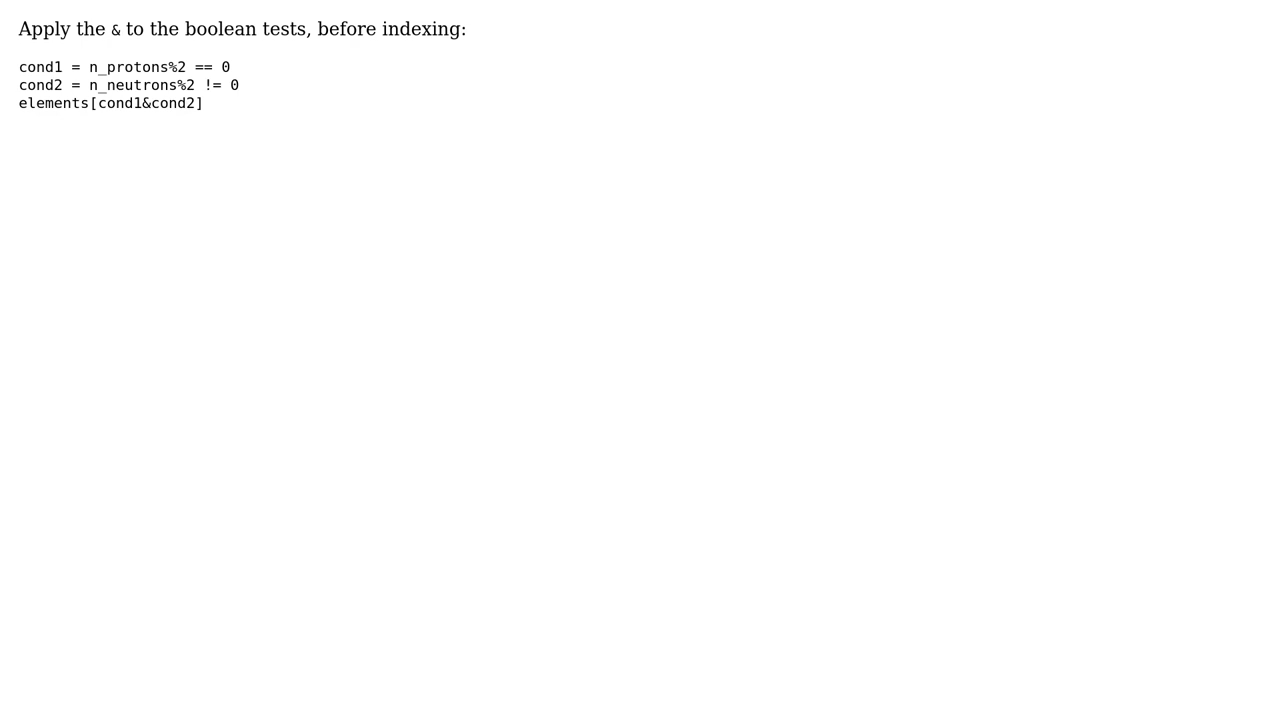 Apply the & to the boolean tests, before indexing:
cond1 = n_protons%2 == 0
cond2 = n_neutrons%2 != 0
elements[cond1&cond2]